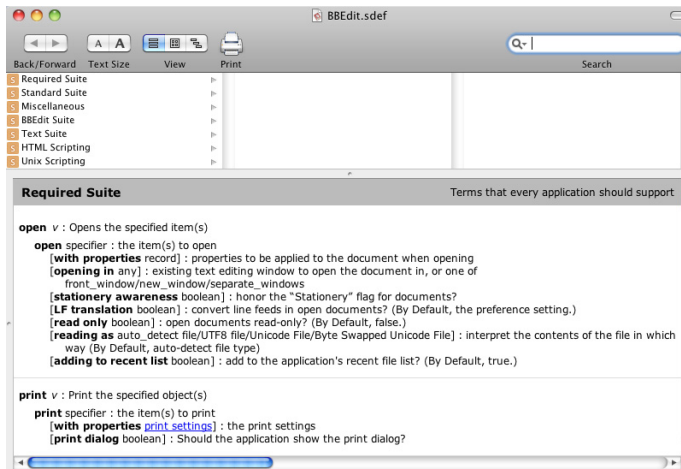 BBEdit.sdef
A A
Back/Forward Text Size View Print Search
S Required Suite
S Standard Suite
S Miscellaneous
S BBEdit Suite
S Text Suite
S HTML Scripting
S Unix Scripting
Required Suite Terms that every application should support
open v : Opens the specified item(s)
open specifier : the item(s) to open
[with properties record] : properties to be applied to the document when opening
[opening in any] : existing text editing window to open the document in, or one of
front_window/new_window/separate_windows
[stationery awareness boolean] : honor the “Stationery” flag for documents?
[LF translation boolean] : convert line feeds in open documents? (By Default, the preference setting.)
[read only boolean] : open documents read-only? (By Default, false.)
[reading as auto_detect file/UTF8 file/Unicode File/Byte Swapped Unicode File] : interpret the contents of the file in which
way (By Default, auto-detect file type)
[adding to recent list boolean] : add to the application's recent file list? (By Default, true.)
print v : Print the specified object(s)
print specifier : the item(s) to print
[with properties print settings] : the print settings
[print dialog boolean] : Should the application show the print dialog?